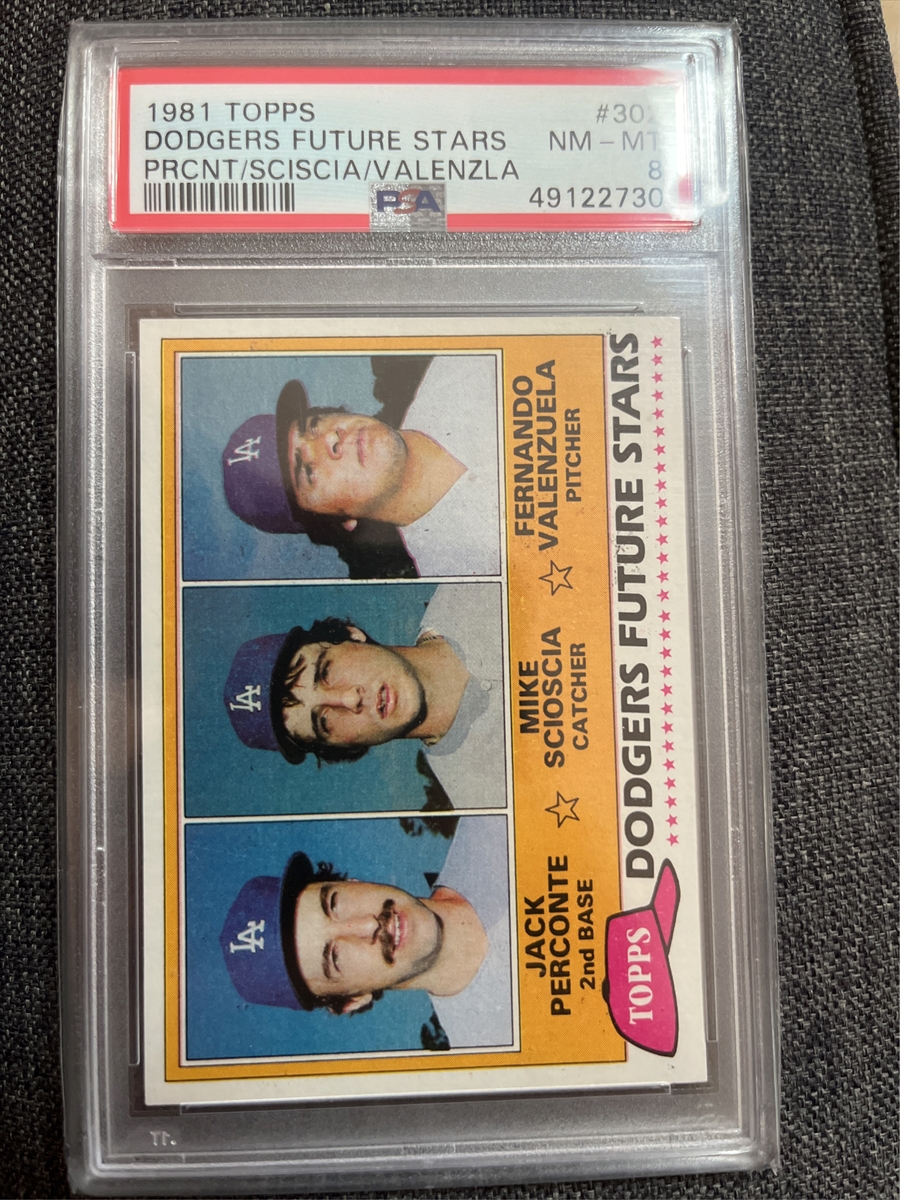 1981 TOPPS #302
DODGERS FUTURE STARS NM - MT
PRCNT/SCISCIA/VALENZLA 8
PSA 49122730
LA
LA
LA
JACK
PERCONTE
2nd BASE
MIKE
SCIOSCIA
CATCHER
FERNANDO
VALENZUELA
PITCHER
TOPPS
DODGERS FUTURE STARS